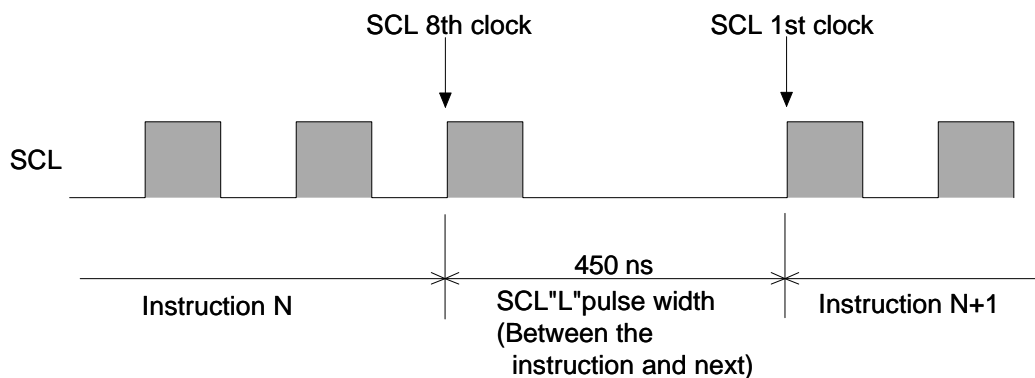 SCL 8th clock
SCL 1st clock
SCL
450 ns
Instruction N
SCL"L"pulse width
(Between the
instruction and next)
Instruction N+1